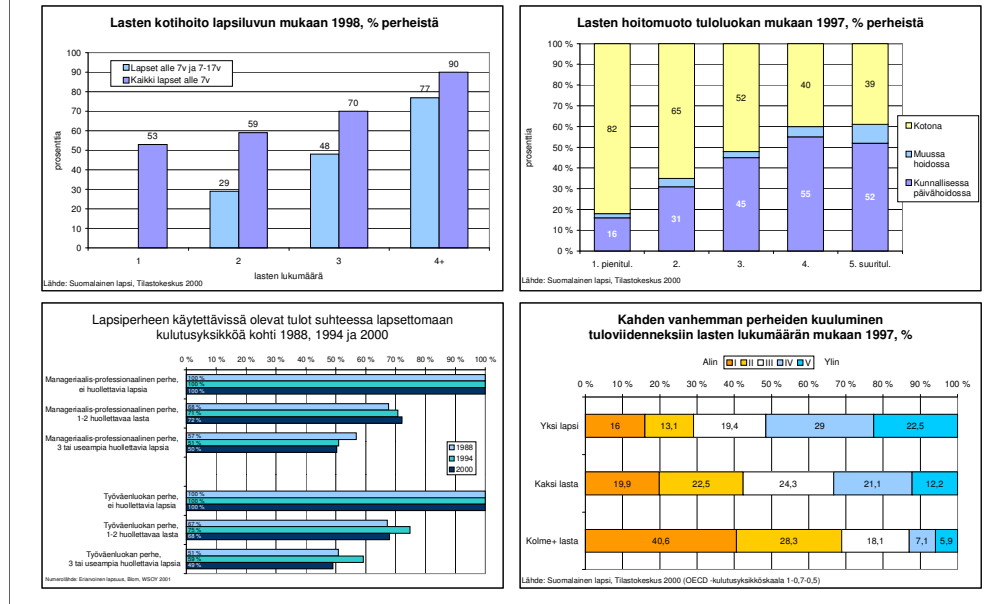 Lasten kotihoito lapsiluvun mukaan 1998, % perheistä
prosenttia
100
90
80
70
60
50
40
30
20
10
0
Lapset alle 7v ja 7-17v
Kaikki lapset alle 7v
53
29
59
48
70
77
90
1
2
3
4+
lasten lukumäärä
Lähde: Suomalainen lapsi, Tilastokeskus 2000
Lasten hoitomuoto tuloluokan mukaan 1997, % perheistä
prosenttia
100 %
90 %
80 %
70 %
60 %
50 %
40 %
30 %
20 %
10 %
0 %
82
65
52
40
39
16
31
45
55
52
1. pienitul.
2.
3.
4.
5. suuritul.
Kotona
Muussa
hoidossa
Kunnallisessa
päivähoidossa
Lähde: Suomalainen lapsi, Tilastokeskus 2000
Lapsiperheen käytettävissä olevat tulot suhteessa lapsettomaan
kulutusyksikköä kohti 1988, 1994 ja 2000
0 % 10 % 20 % 30 % 40 % 50 % 60 % 70 % 80 % 90 % 100 %
Manageriaalis-professionaalinen perhe,
ei huollettavia lapsia
100 %
100 %
100 %
Manageriaalis-professionaalinen perhe,
1-2 huollettavaa lasta
68 %
71 %
72 %
Manageriaalis-professionaalinen perhe,
3 tai useampia huollettavia lapsia
57 %
51 %
50 %
1988
1994
2000
Työväenluokan perhe,
ei huollettavia lapsia
100 %
100 %
100 %
Työväenluokan perhe,
1-2 huollettavaa lasta
67 %
75 %
68 %
Työväenluokan perhe,
3 tai useampia huollettavia lapsia
51 %
59 %
49 %
Numerolähde: Eriarvoinen lapsuus, Blom, WSOY 2001
Kahden vanhemman perheiden kuuluminen
tuloviidenneksiin lasten lukumäärän mukaan 1997, %
Alin I II III IV V Ylin
0 % 10 % 20 % 30 % 40 % 50 % 60 % 70 % 80 % 90 % 100 %
Yksi lapsi 16 13,1 19,4 29 22,5
Kaksi lasta 19,9 22,5 24,3 21,1 12,2
Kolme+ lasta 40,6 28,3 18,1 7,1 5,9
Lähde: Suomalainen lapsi, Tilastokeskus 2000 (OECD -kulutusyksikköskaala 1-0,7-0,5)